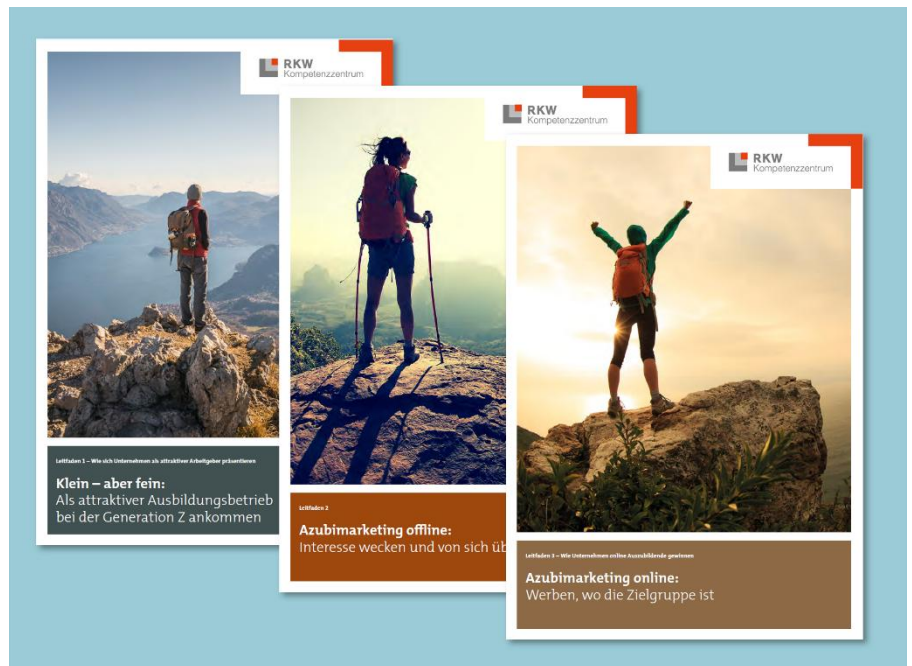 RKW
Kompetenzzentrum
Leitfaden 1 – Wie sich Unternehmen als attraktiver Arbeitgeber präsentieren
Klein – aber fein:
Als attraktiver Ausbildungsbetrieb
bei der Generation Z ankommen
RKW
Kompetenzzentrum
Leitfaden 2
Azubimarketing offline:
Interesse wecken und von sich üb
RKW
Kompetenzzentrum
Leitfaden 3 – Wie Unternehmen online Auszubildende gewinnen
Azubimarketing online:
Werben, wo die Zielgruppe ist